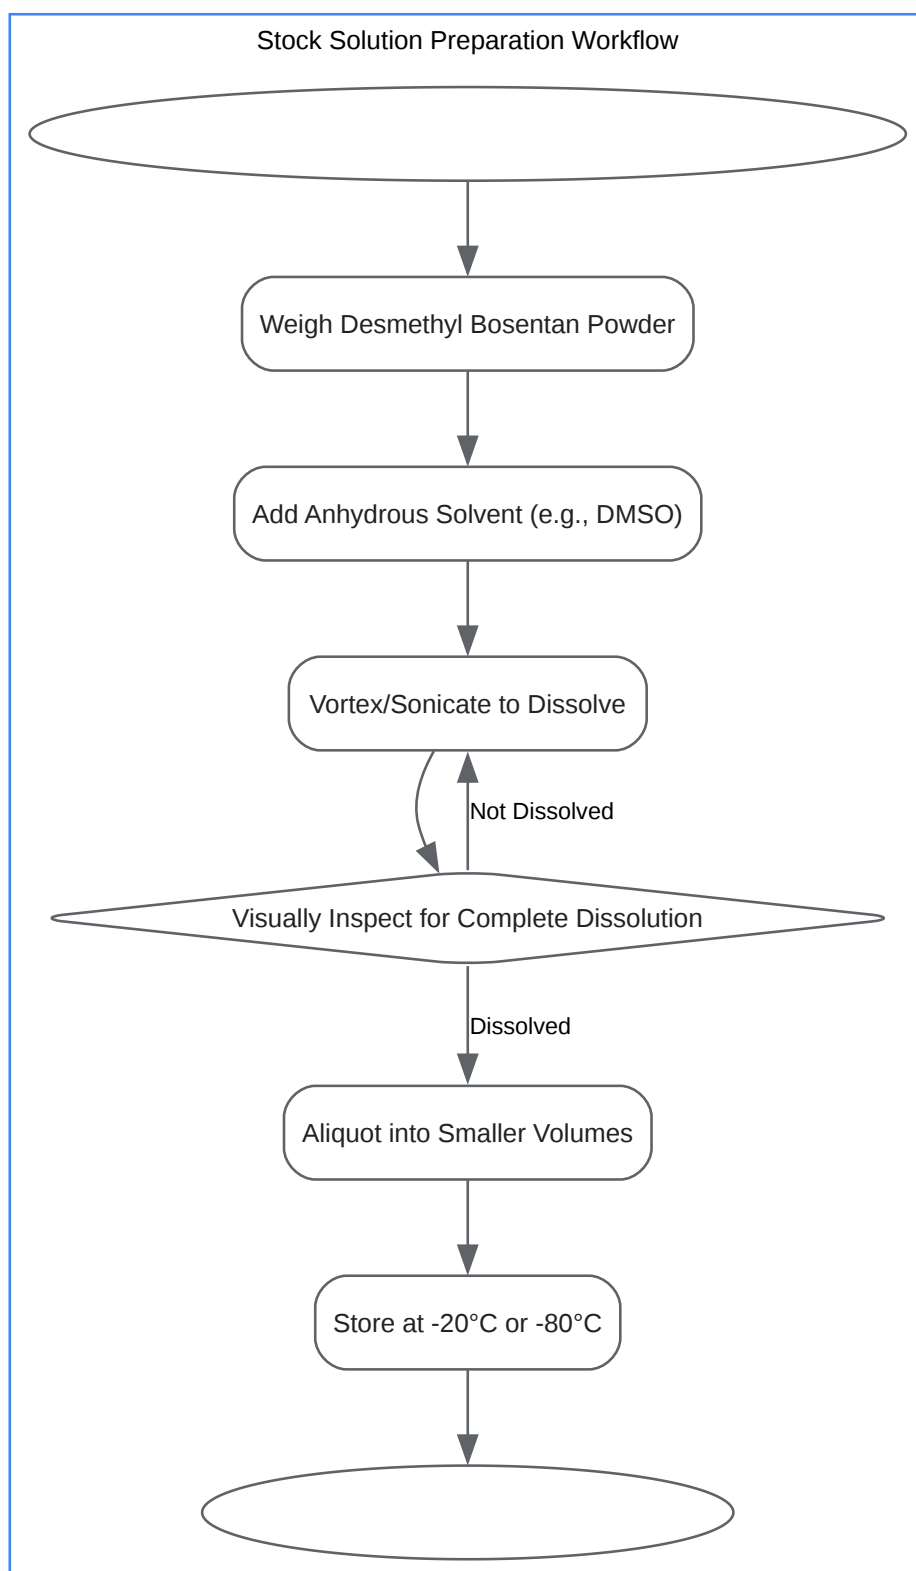 Stock Solution Preparation Workflow
Weigh Desmethyl Bosentan Powder
Add Anhydrous Solvent (e.g., DMSO)
Vortex/Sonicate to Dissolve
Not Dissolved
Visually Inspect for Complete Dissolution
Dissolved
Aliquot into Smaller Volumes
Store at -20°C or -80°C